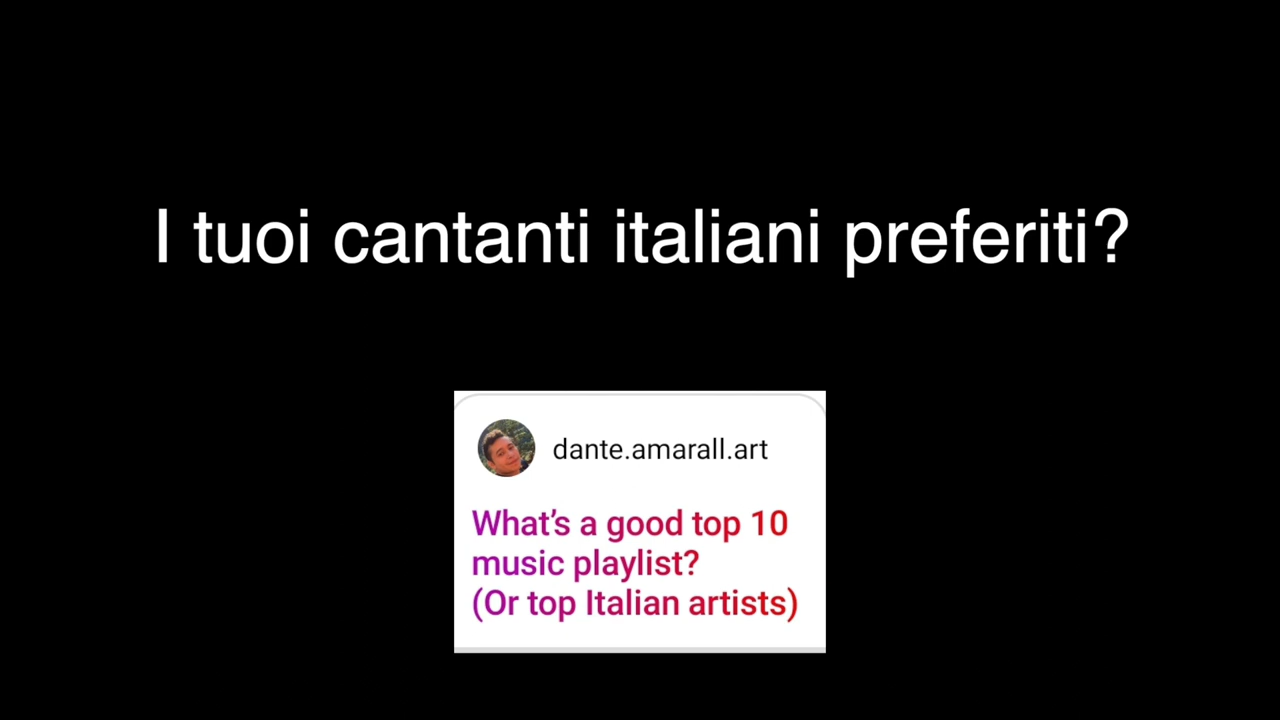 I tuoi cantanti italiani preferiti?
dante.amarall.art
What's a good top 10
music playlist?
(Or top Italian artists)